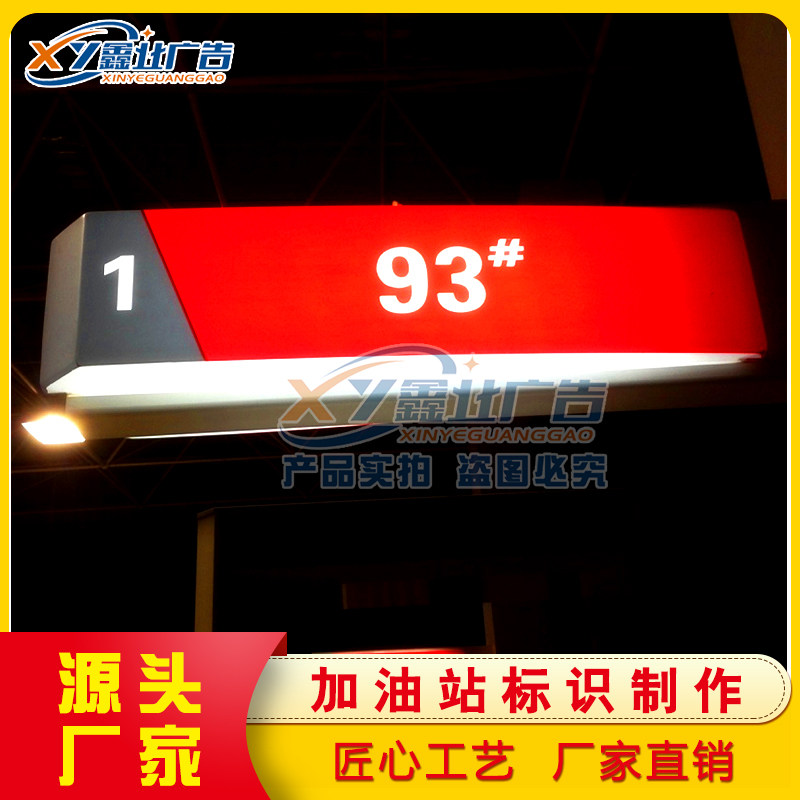 XY鑫业广告
XINYEGUANGGAO
1
93#
XY鑫业广告
XINYEGUANGGAO
产品实拍 盗图必究
源头
厂家
加油站标识制作
匠心工艺 厂家直销